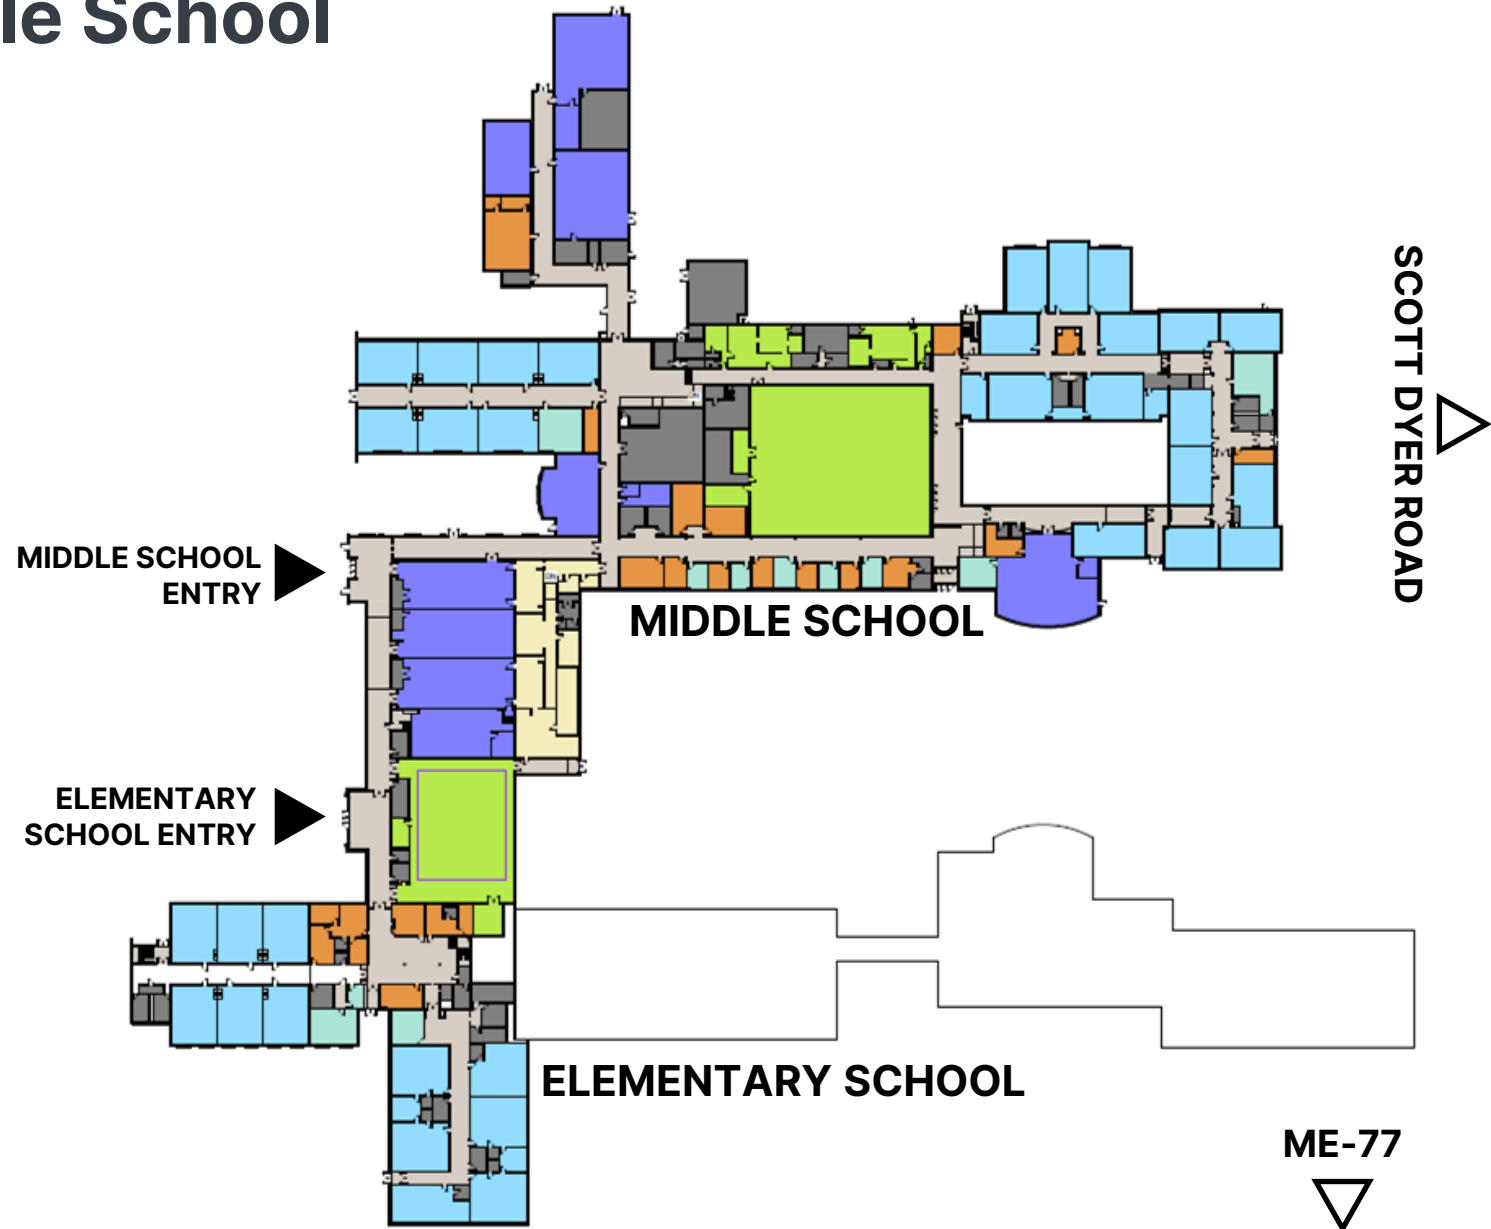 le School
SCOTT DYER ROAD
MIDDLE SCHOOL
ENTRY
MIDDLE SCHOOL
ELEMENTARY
SCHOOL ENTRY
ELEMENTARY SCHOOL
ME-77